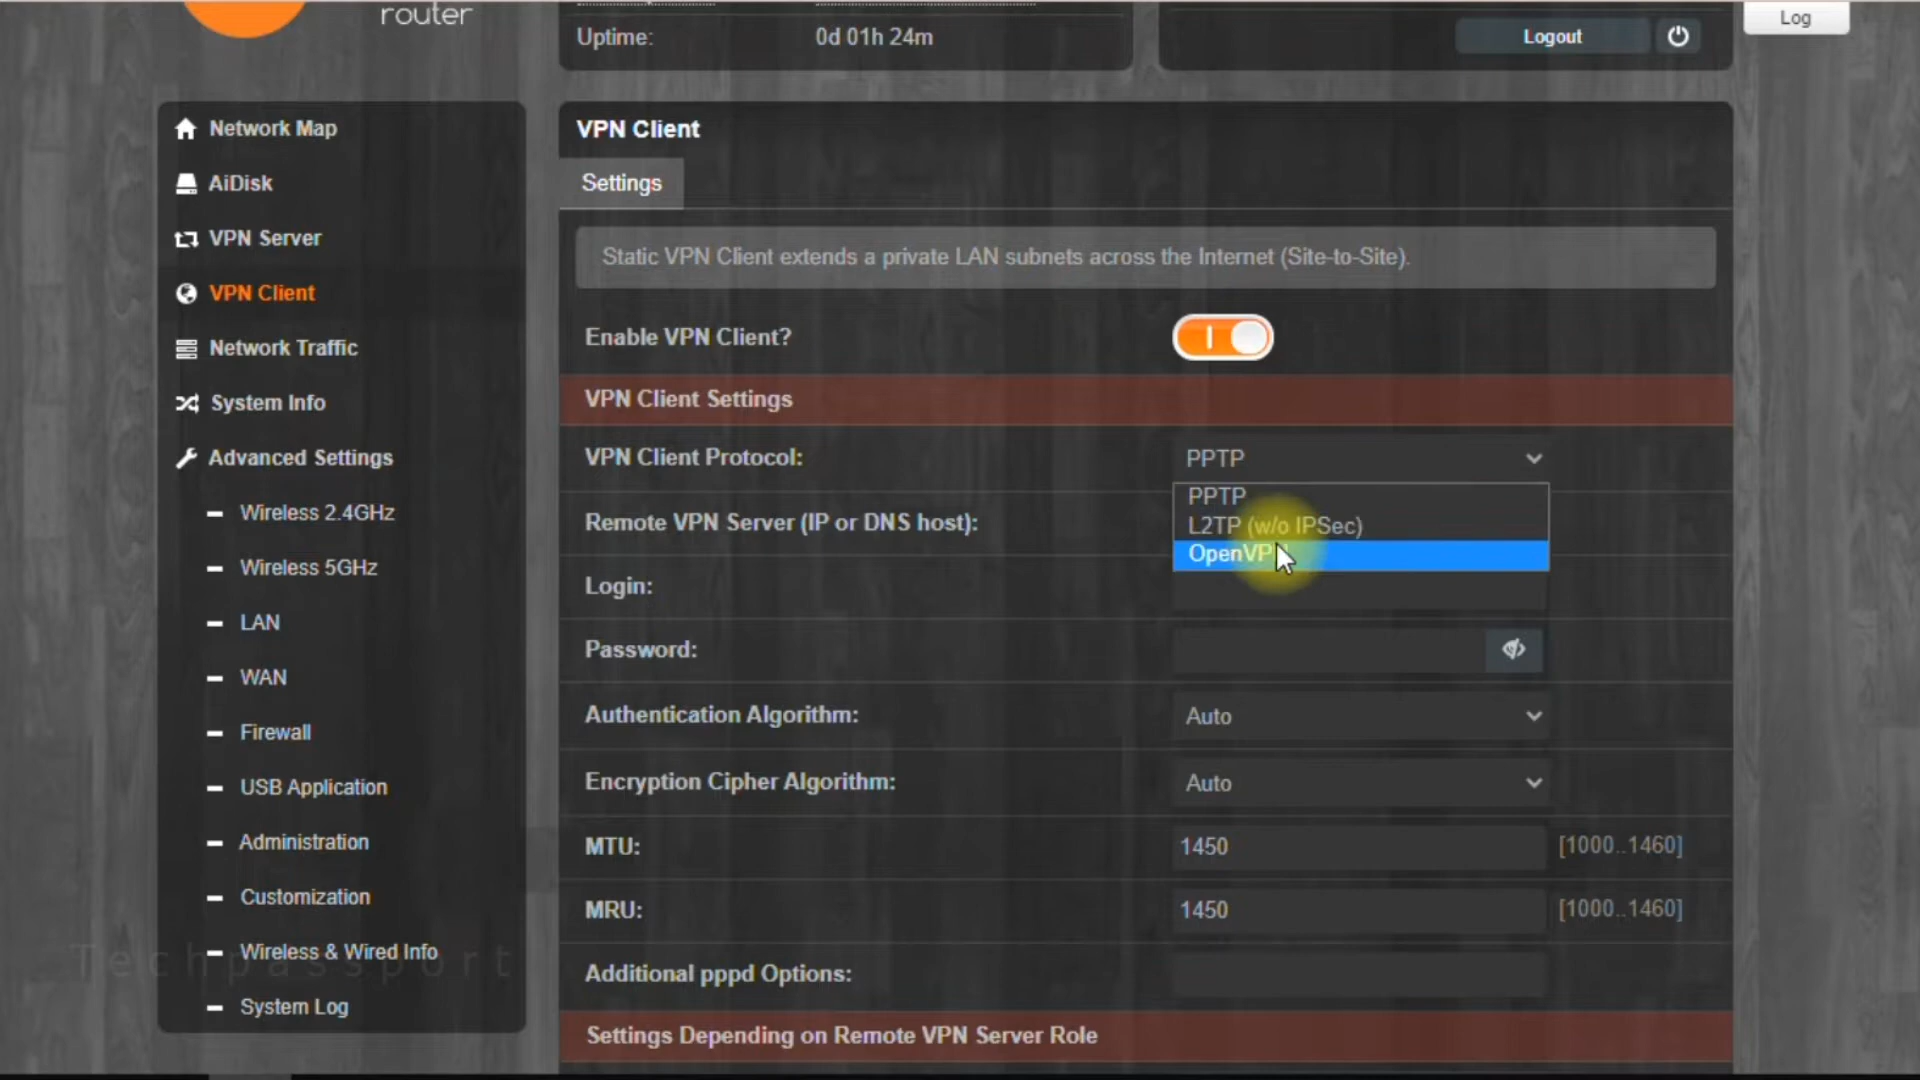 router
Uptime: 0d 01h 24m
Logout
Log
Network Map
AiDisk
VPN Server
VPN Client
Network Traffic
System Info
Advanced Settings
Wireless 2.4GHz
Wireless 5GHz
LAN
WAN
Firewall
USB Application
Administration
Customization
Wireless & Wired Info
System Log
Techpassport
VPN Client
Settings
Static VPN Client extends a private LAN subnets across the Internet (Site-to-Site).
Enable VPN Client?
VPN Client Settings
VPN Client Protocol: PPTP
PPTP
L2TP (w/o IPSec)
OpenVPN
Remote VPN Server (IP or DNS host):
Login:
Password:
Authentication Algorithm: Auto
Encryption Cipher Algorithm: Auto
MTU: 1450 [1000..1460]
MRU: 1450 [1000..1460]
Additional pppd Options:
Settings Depending on Remote VPN Server Role